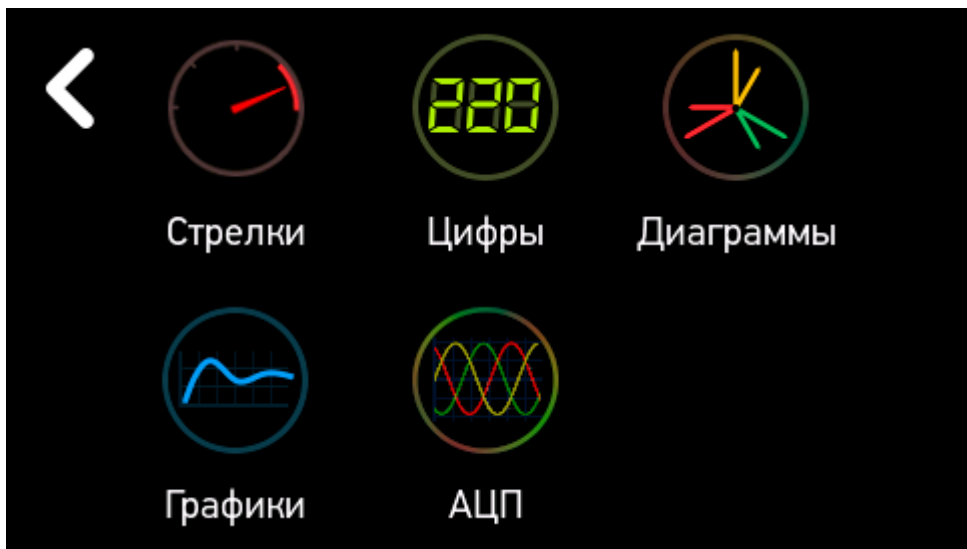 220
Стрелки
Цифры
Диаграммы
Графики
АЦП